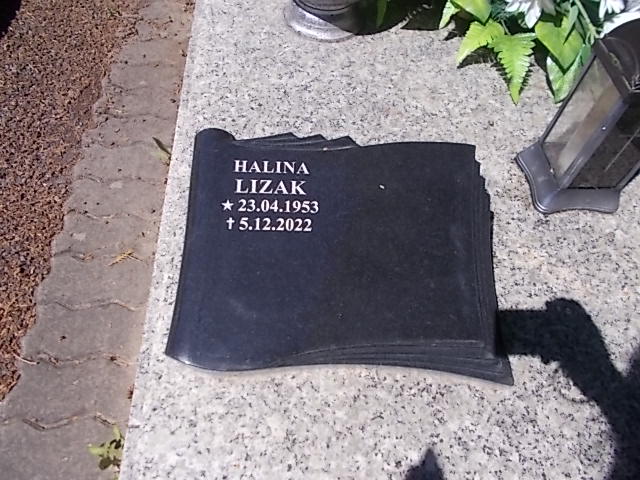 HALINA
LIZAK
★ 23.04.1953
✝ 5.12.2022